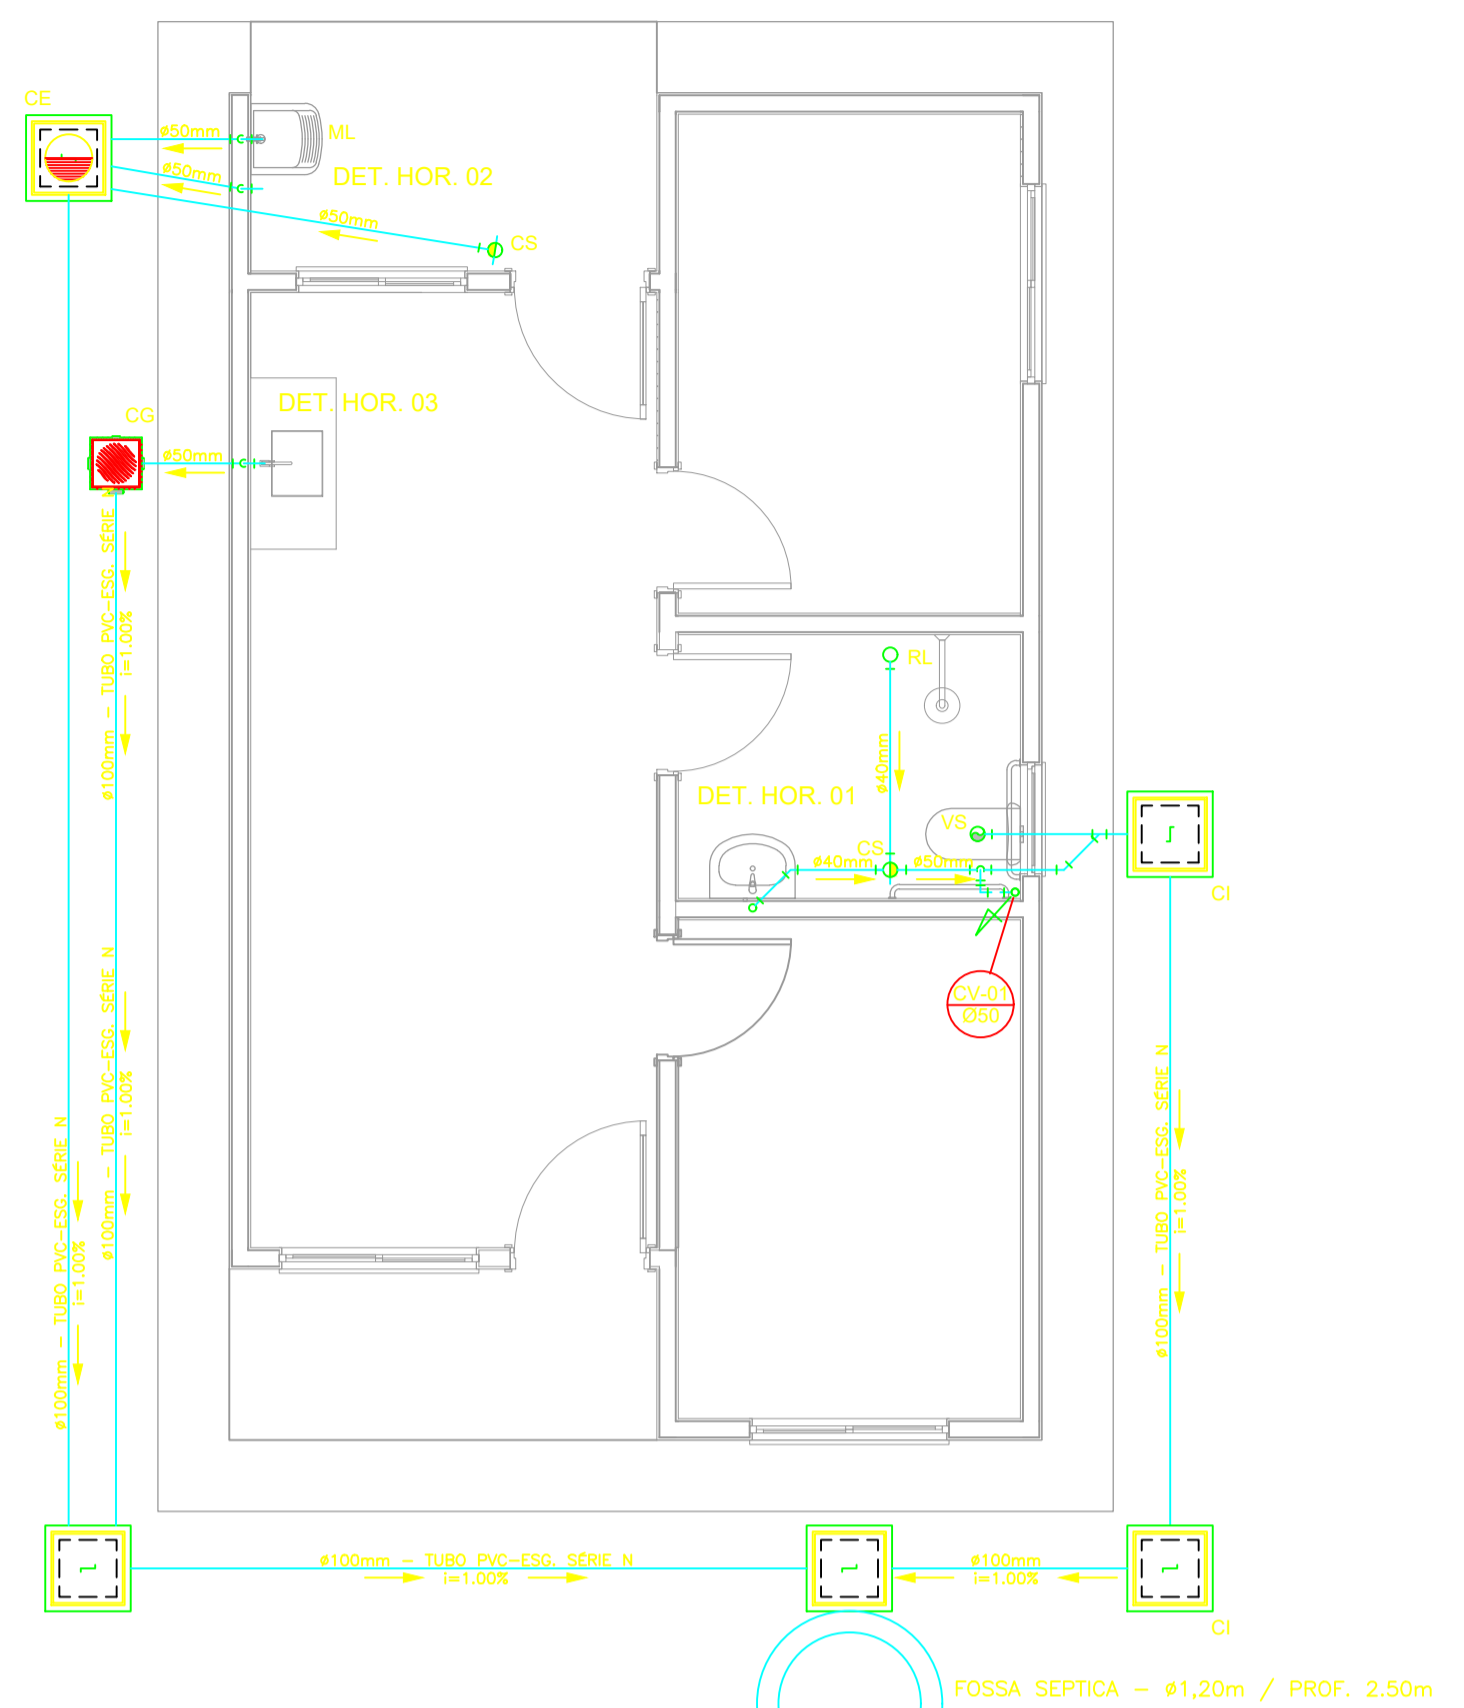 CE
ø50mm
ML
ø50mm
DET. HOR. 02
ø50mm
CS
DET. HOR. 03
CG
ø50mm
ø100mm – TUBO PVC–ESG. SÉRIE N
i=1.00%
RL
ø40mm
DET. HOR. 01
VS
CS
ø40mm
ø50mm
CI
CV-01
Ø50
ø100mm – TUBO PVC–ESG. SÉRIE N
i=1.00%
ø100mm – TUBO PVC–ESG. SÉRIE N
i=1.00%
ø100mm – TUBO PVC–ESG. SÉRIE N
i=1.00%
ø100mm – TUBO PVC–ESG. SÉRIE N
i=1.00%
ø100mm
i=1.00%
CI
FOSSA SEPTICA – ø1,20m / PROF. 2.50m